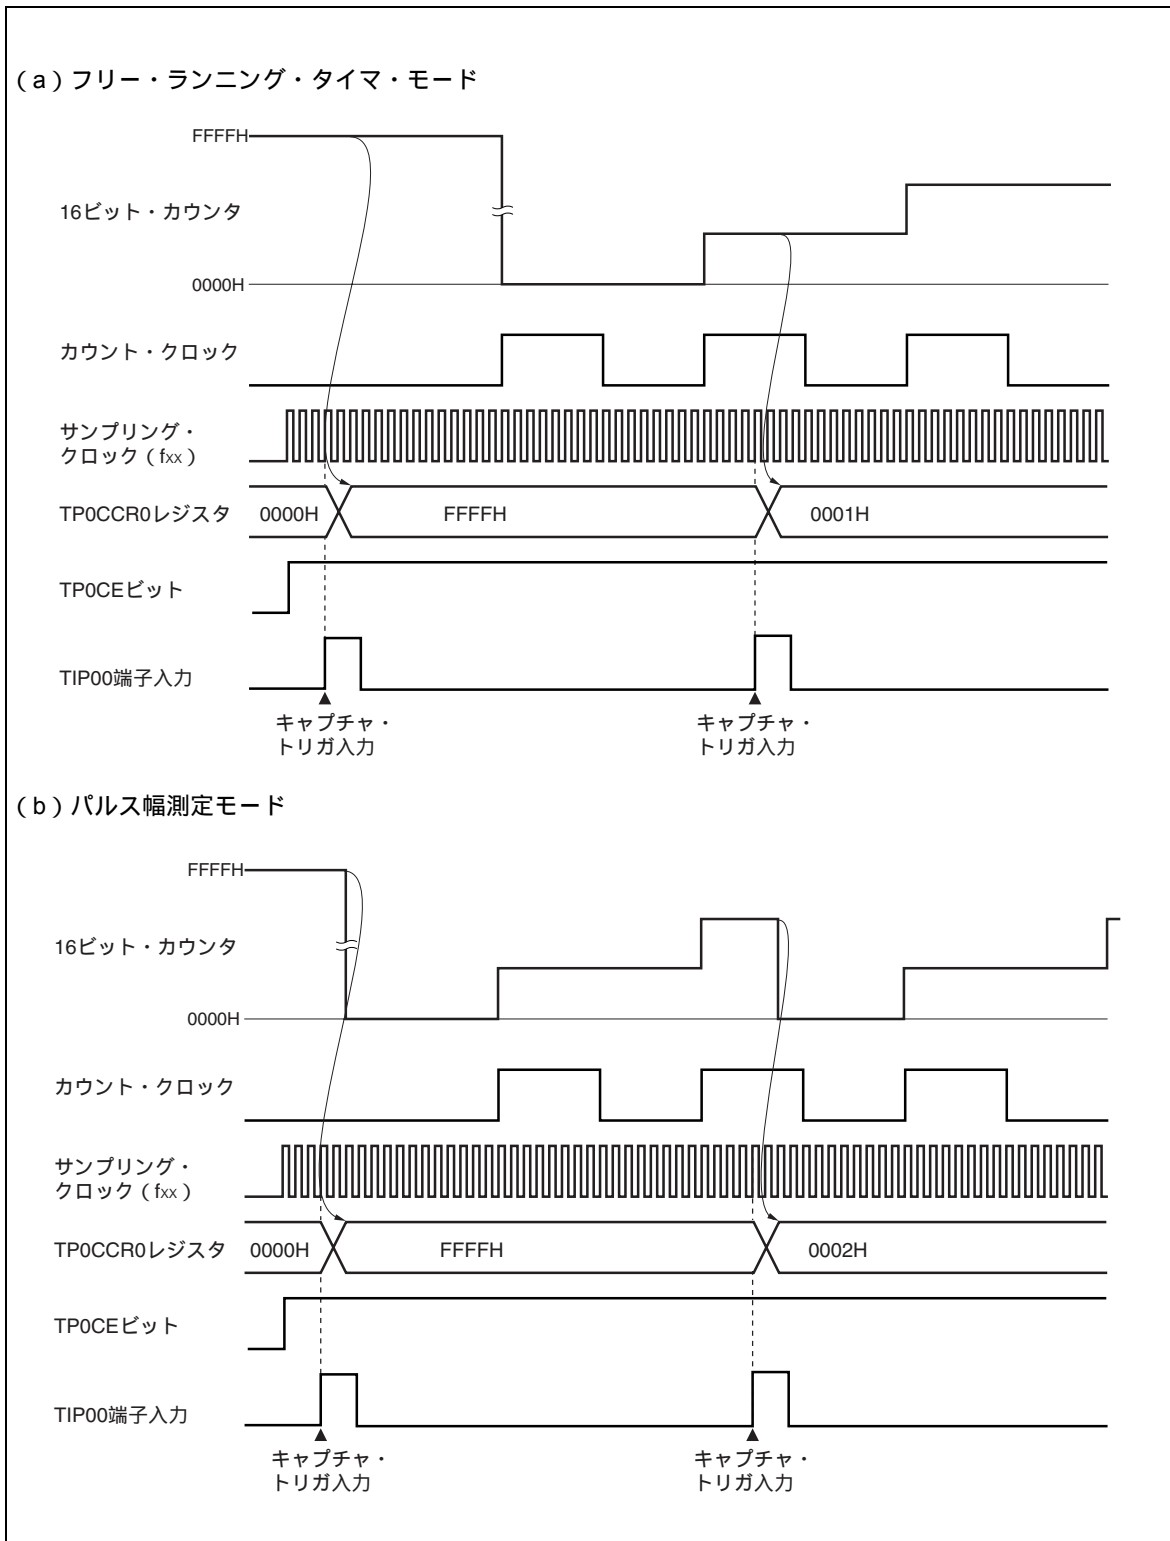 (a)フリー・ランニング・タイマ・モード
FFFFH
16ビット・カウンタ
0000H
カウント・クロック
サンプリング・
クロック(fxx)
TP0CCR0レジスタ 0000H FFFFH 0001H
TP0CEビット
TIP00端子入力
キャプチャ・ キャプチャ・
トリガ入力 トリガ入力
(b)パルス幅測定モード
FFFFH
16ビット・カウンタ
0000H
カウント・クロック
サンプリング・
クロック(fxx)
TP0CCR0レジスタ 0000H FFFFH 0002H
TP0CEビット
TIP00端子入力
キャプチャ・ キャプチャ・
トリガ入力 トリガ入力